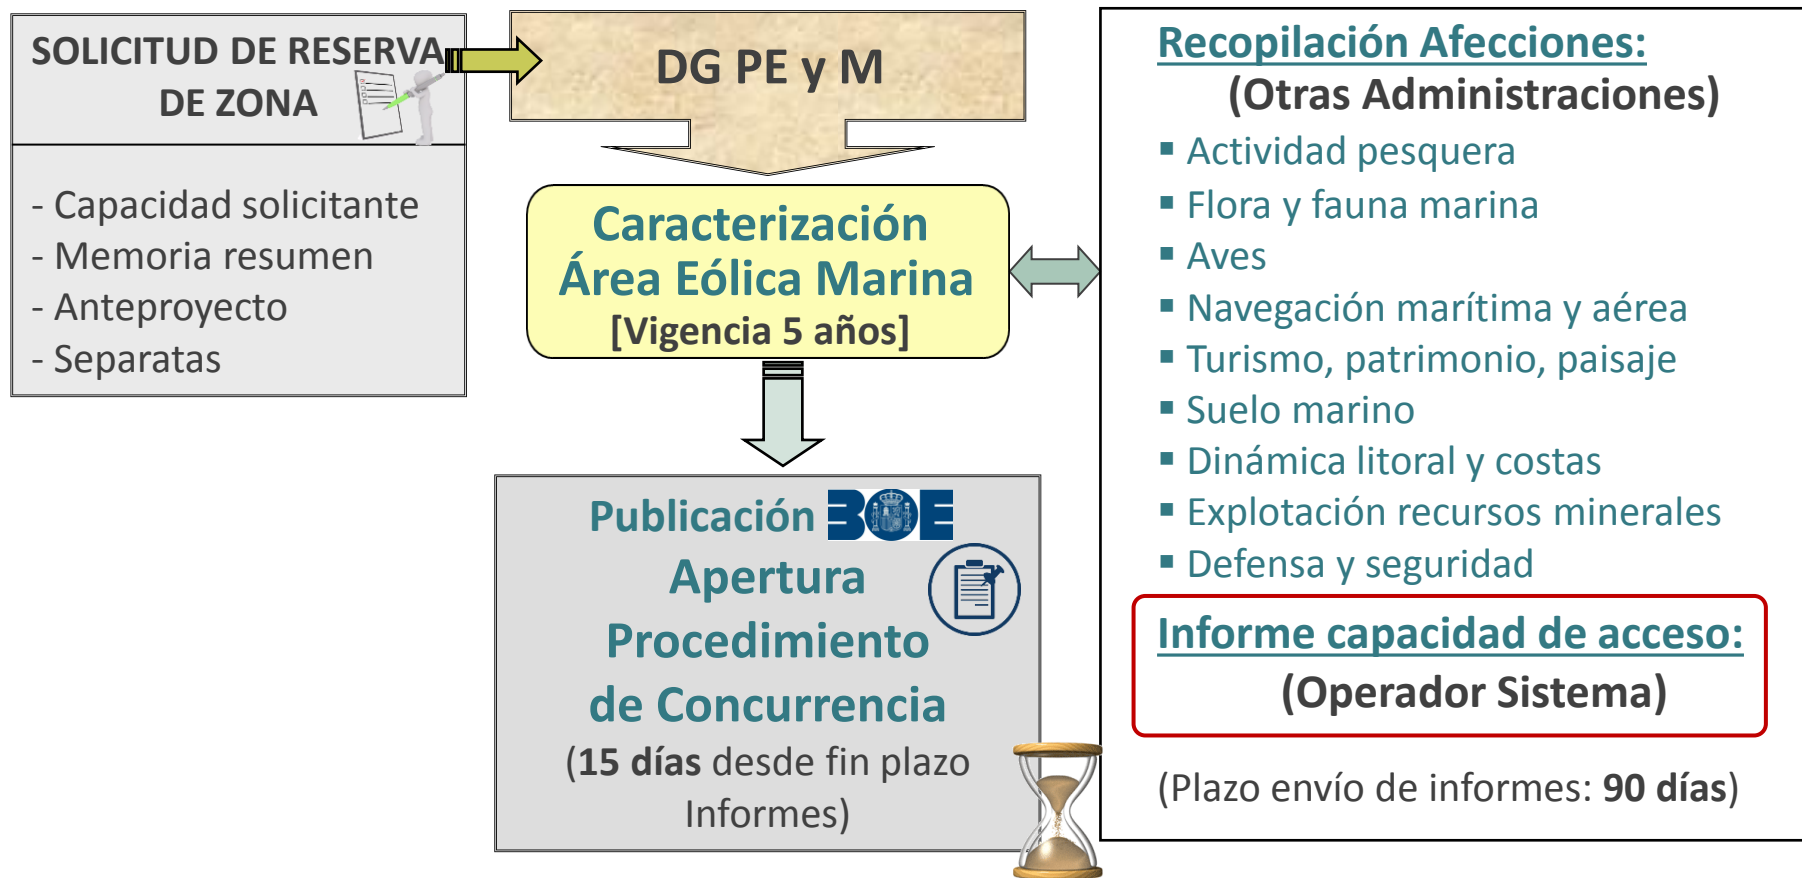 SOLICITUD DE RESERVA
DE ZONA
- Capacidad solicitante
- Memoria resumen
- Anteproyecto
- Separatas
DG PE y M
Caracterización
Área Eólica Marina
[Vigencia 5 años]
Publicación BOE
Apertura
Procedimiento
de Concurrencia
(15 días desde fin plazo
Informes)
Recopilación Afecciones:
(Otras Administraciones)
▪ Actividad pesquera
▪ Flora y fauna marina
▪ Aves
▪ Navegación marítima y aérea
▪ Turismo, patrimonio, paisaje
▪ Suelo marino
▪ Dinámica litoral y costas
▪ Explotación recursos minerales
▪ Defensa y seguridad
Informe capacidad de acceso:
(Operador Sistema)
(Plazo envío de informes: 90 días)